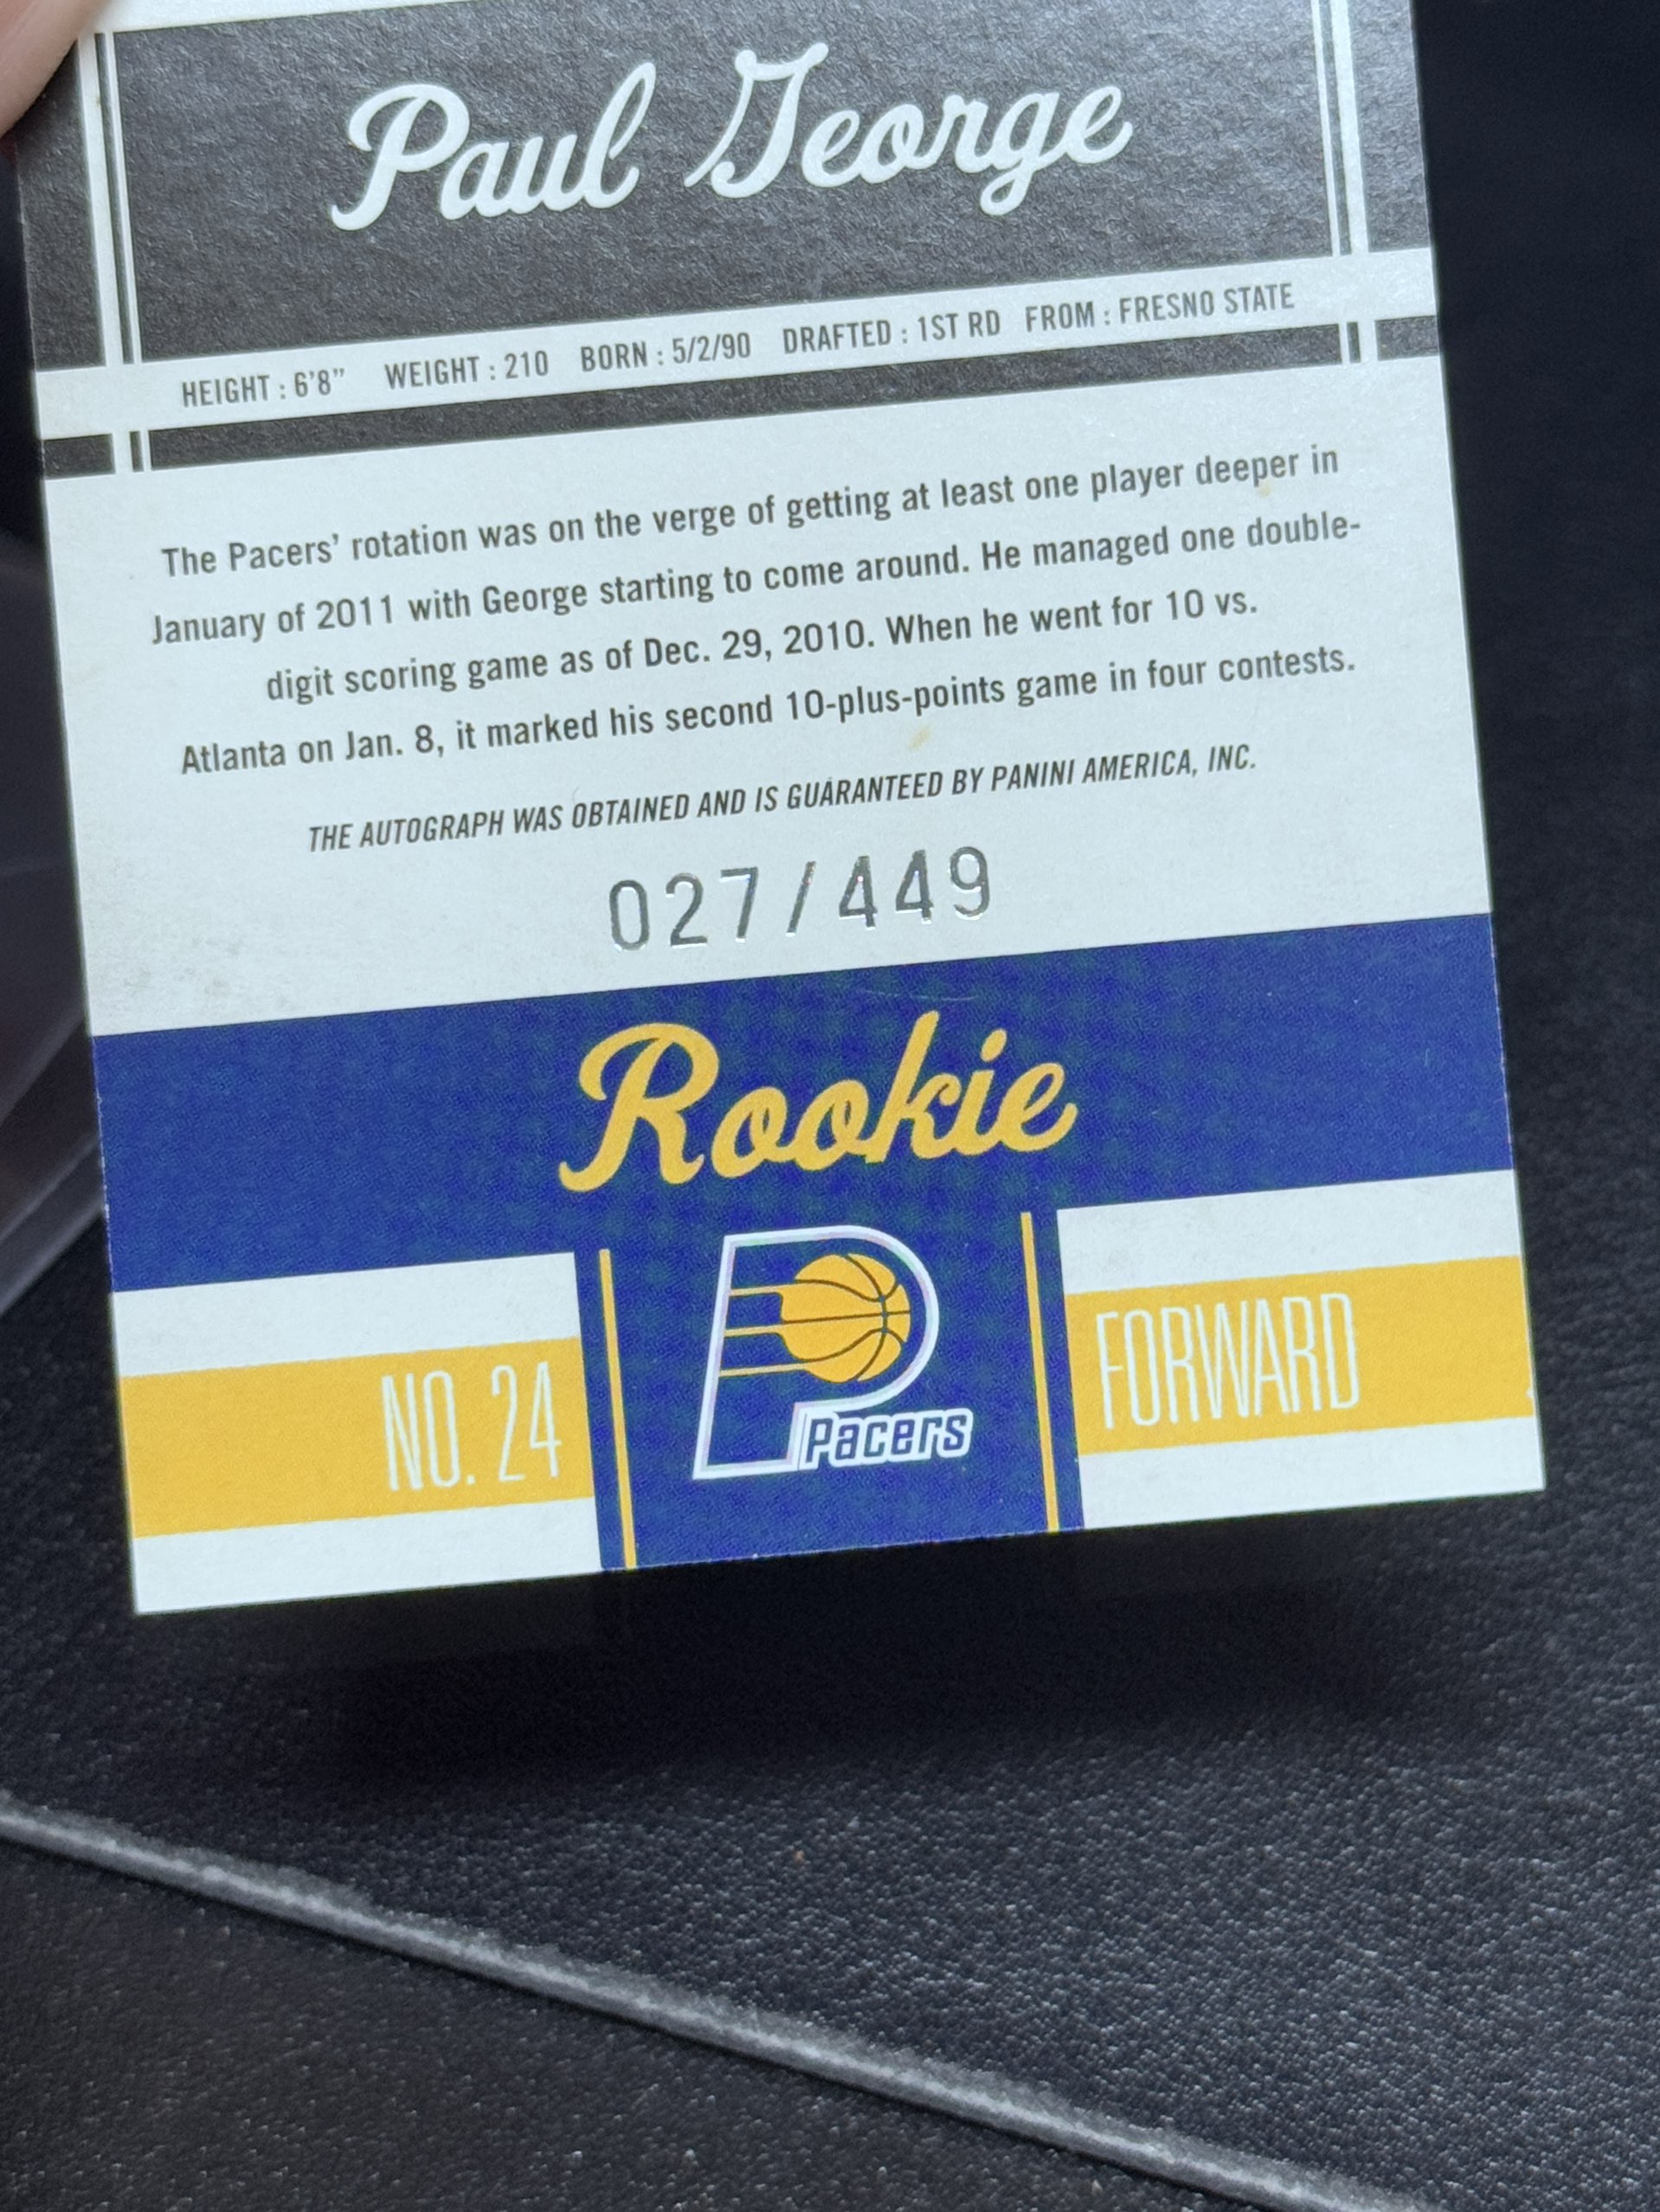 Paul George
HEIGHT : 6'8” WEIGHT : 210 BORN : 5/2/90 DRAFTED : 1ST RD FROM : FRESNO STATE
The Pacers’ rotation was on the verge of getting at least one player deeper in
January of 2011 with George starting to come around. He managed one double-
digit scoring game as of Dec. 29, 2010. When he went for 10 vs.
Atlanta on Jan. 8, it marked his second 10-plus-points game in four contests.
THE AUTOGRAPH WAS OBTAINED AND IS GUARANTEED BY PANINI AMERICA, INC.
027/449
Rookie
NO. 24
Pacers
FORWARD